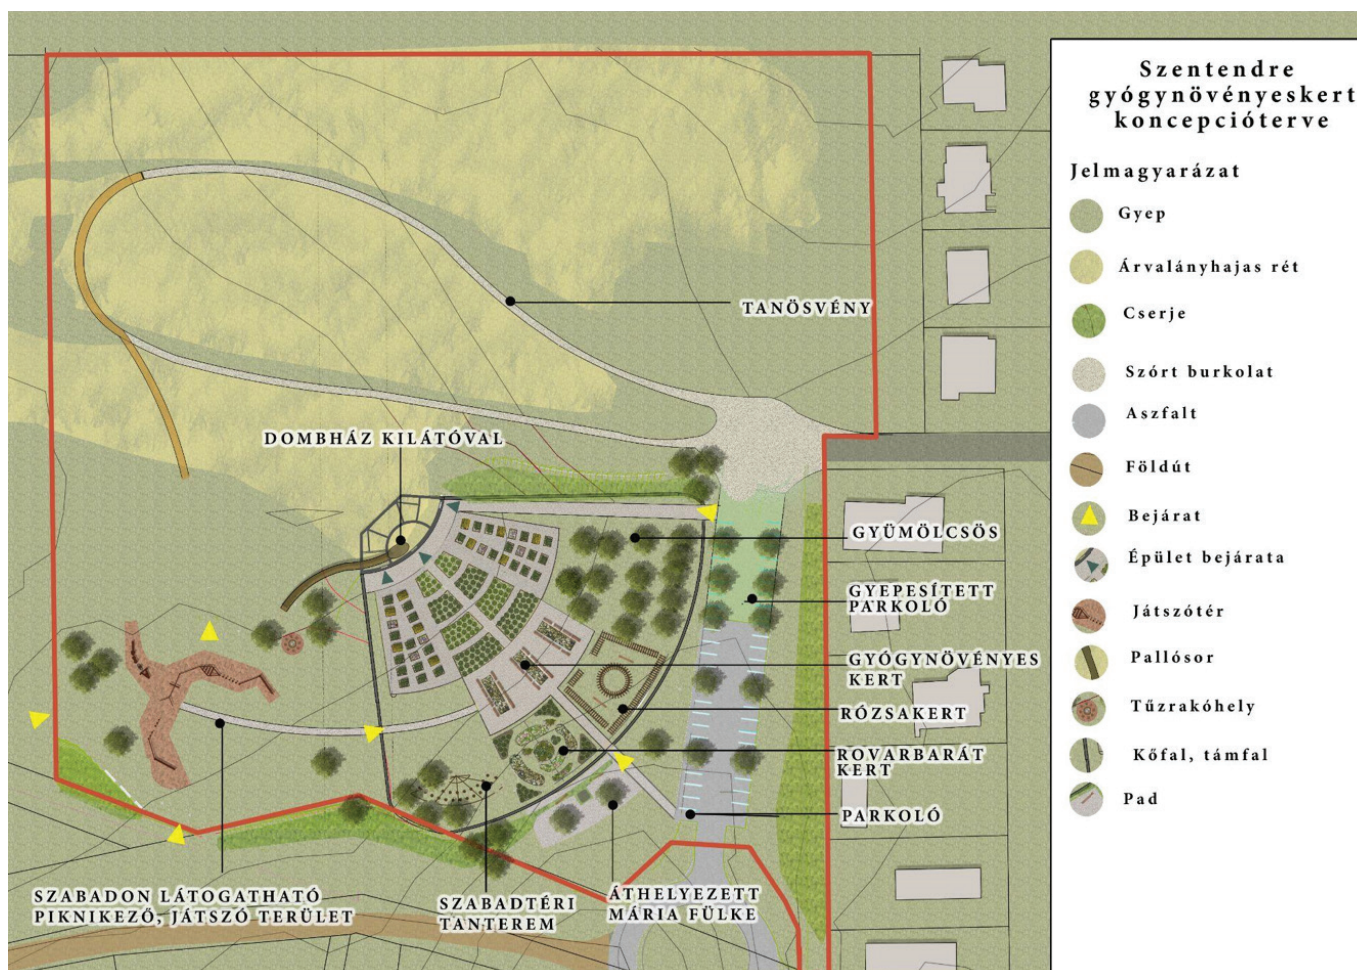 Szentendre
gyógynövényeskert
koncepcióterve
Jelmagyarázat
Gyep
Árvalányhajas rét
Cserje
Szórt burkolat
Aszfalt
Földút
Bejárat
Épület bejárata
Játszótér
Pallósor
Tűzrakóhely
Kőfal, támfal
Pad
TANÖSVÉNY
DOMBHÁZ KILÁTÓVAL
GYÜMÖLCSÖS
GYEPESÍTETT
PARKOLÓ
GYÓGYNÖVÉNYES
KERT
RÓZSAKERT
ROVARBARÁT
KERT
PARKOLÓ
SZABADON LÁTOGATHATÓ
PIKNIKEZŐ, JÁTSZÓ TERÜLET
SZABADTÉRI
TANTEREM
ÁTHELYEZETT
MÁRIA FÜLKE